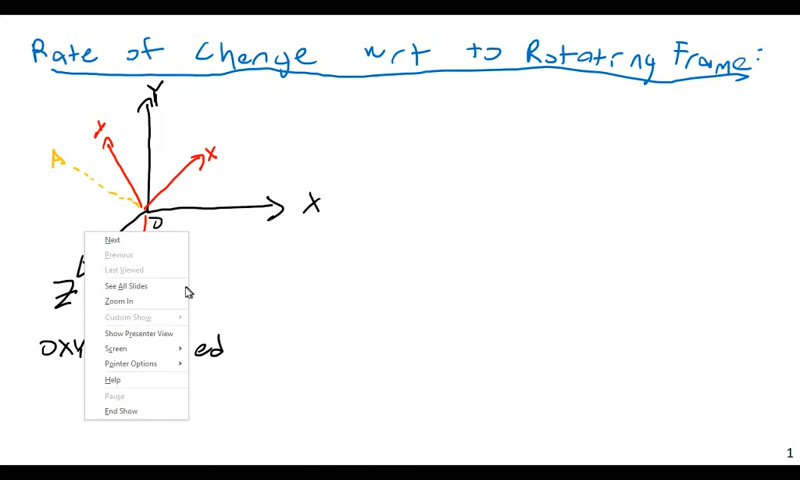 Rate of Change wrt to Rotating Frame:
Y
x
x
A
X
O
Z
OXY ed
Next
Previous
Last Viewed
See All Slides
Zoom In
Custom Show
Show Presenter View
Screen
Pointer Options
Help
Pause
End Show
1